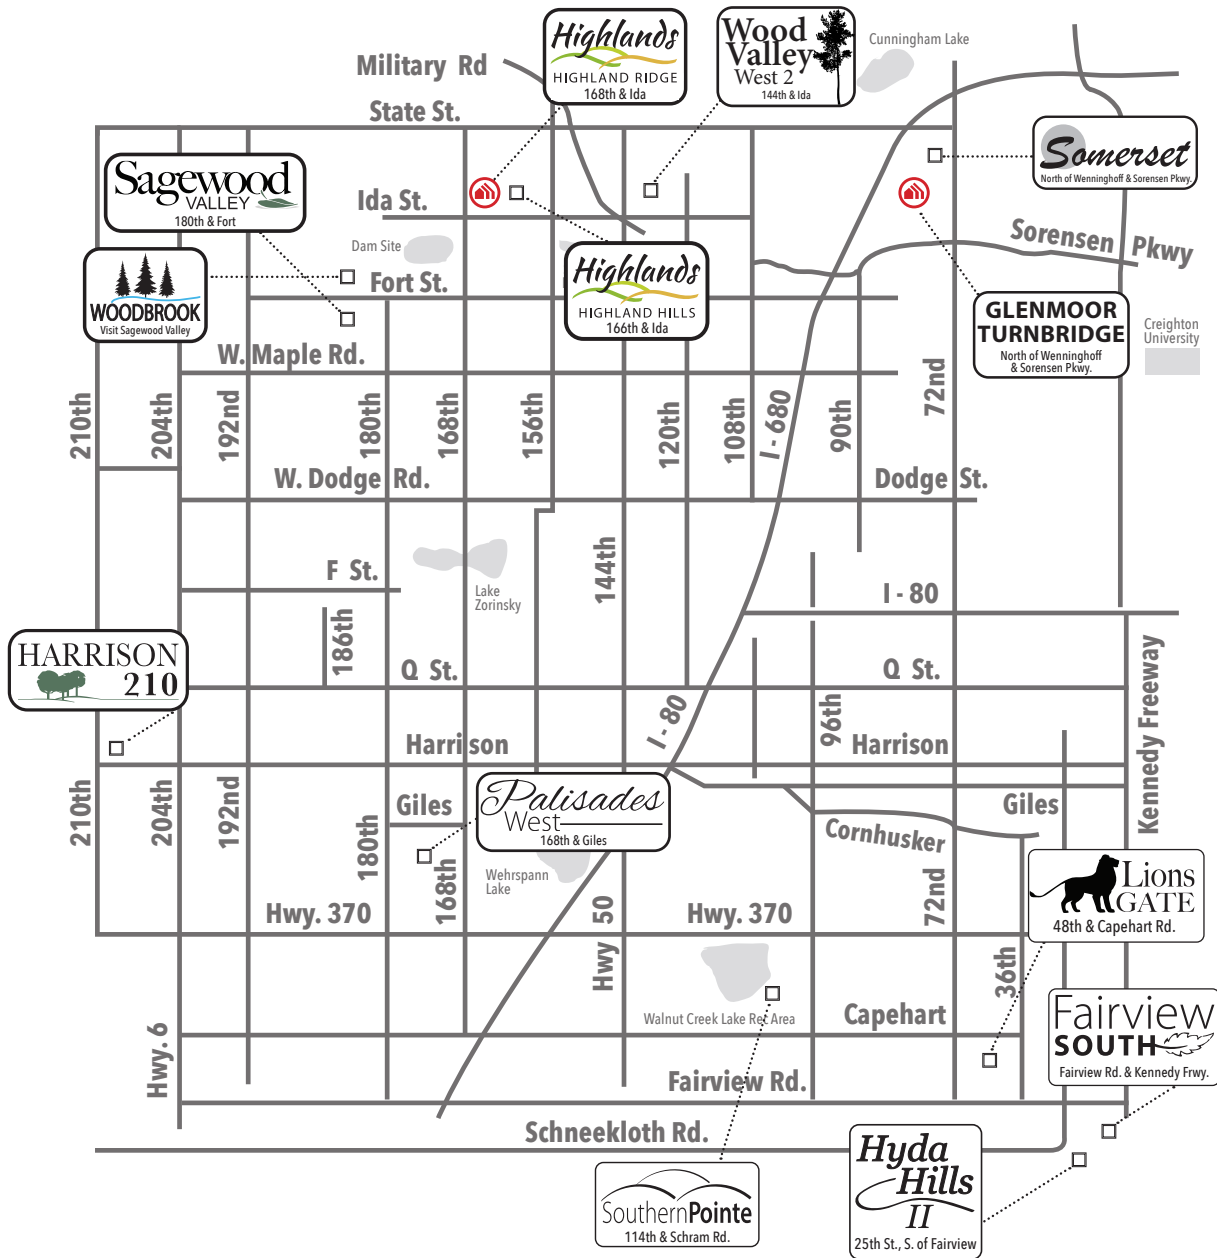 Highlands
HIGHLAND RIDGE
168th & Ida
Wood
Valley
West 2
144th & Ida
Cunningham Lake
Military Rd
State St.
Somerset
North of Wenninghoff & Sorensen Pkwy.
Sagewood
VALLEY
180th & Fort
Ida St.
Dam Site
Sorensen Pkwy
WOODBROOK
Visit Sagewood Valley
Fort St.
Highlands
HIGHLAND HILLS
166th & Ida
GLENMOOR
TURNBRIDGE
North of Wenninghoff
& Sorensen Pkwy.
Creighton
University
W. Maple Rd.
210th
204th
192nd
180th
168th
156th
120th
108th
I - 680
90th
72nd
W. Dodge Rd.
Dodge St.
144th
F St.
Lake
Zorinsky
I - 80
186th
HARRISON
210
Q St.
Q St.
Kennedy Freeway
I - 80
96th
Harrison
Harrison
210th
204th
192nd
180th
Giles
Palisades
West
168th & Giles
Giles
Cornhusker
Wehrspann
Lake
168th
72nd
Lions
GATE
48th & Capehart Rd.
Hwy. 370
Hwy 50
Hwy. 370
36th
Walnut Creek Lake Rec Area
Capehart
Fairview
SOUTH
Fairview Rd. & Kennedy Frwy.
Hwy. 6
Fairview Rd.
Schneekloth Rd.
Hyda
Hills
II
25th St., S. of Fairview
SouthernPointe
114th & Schram Rd.